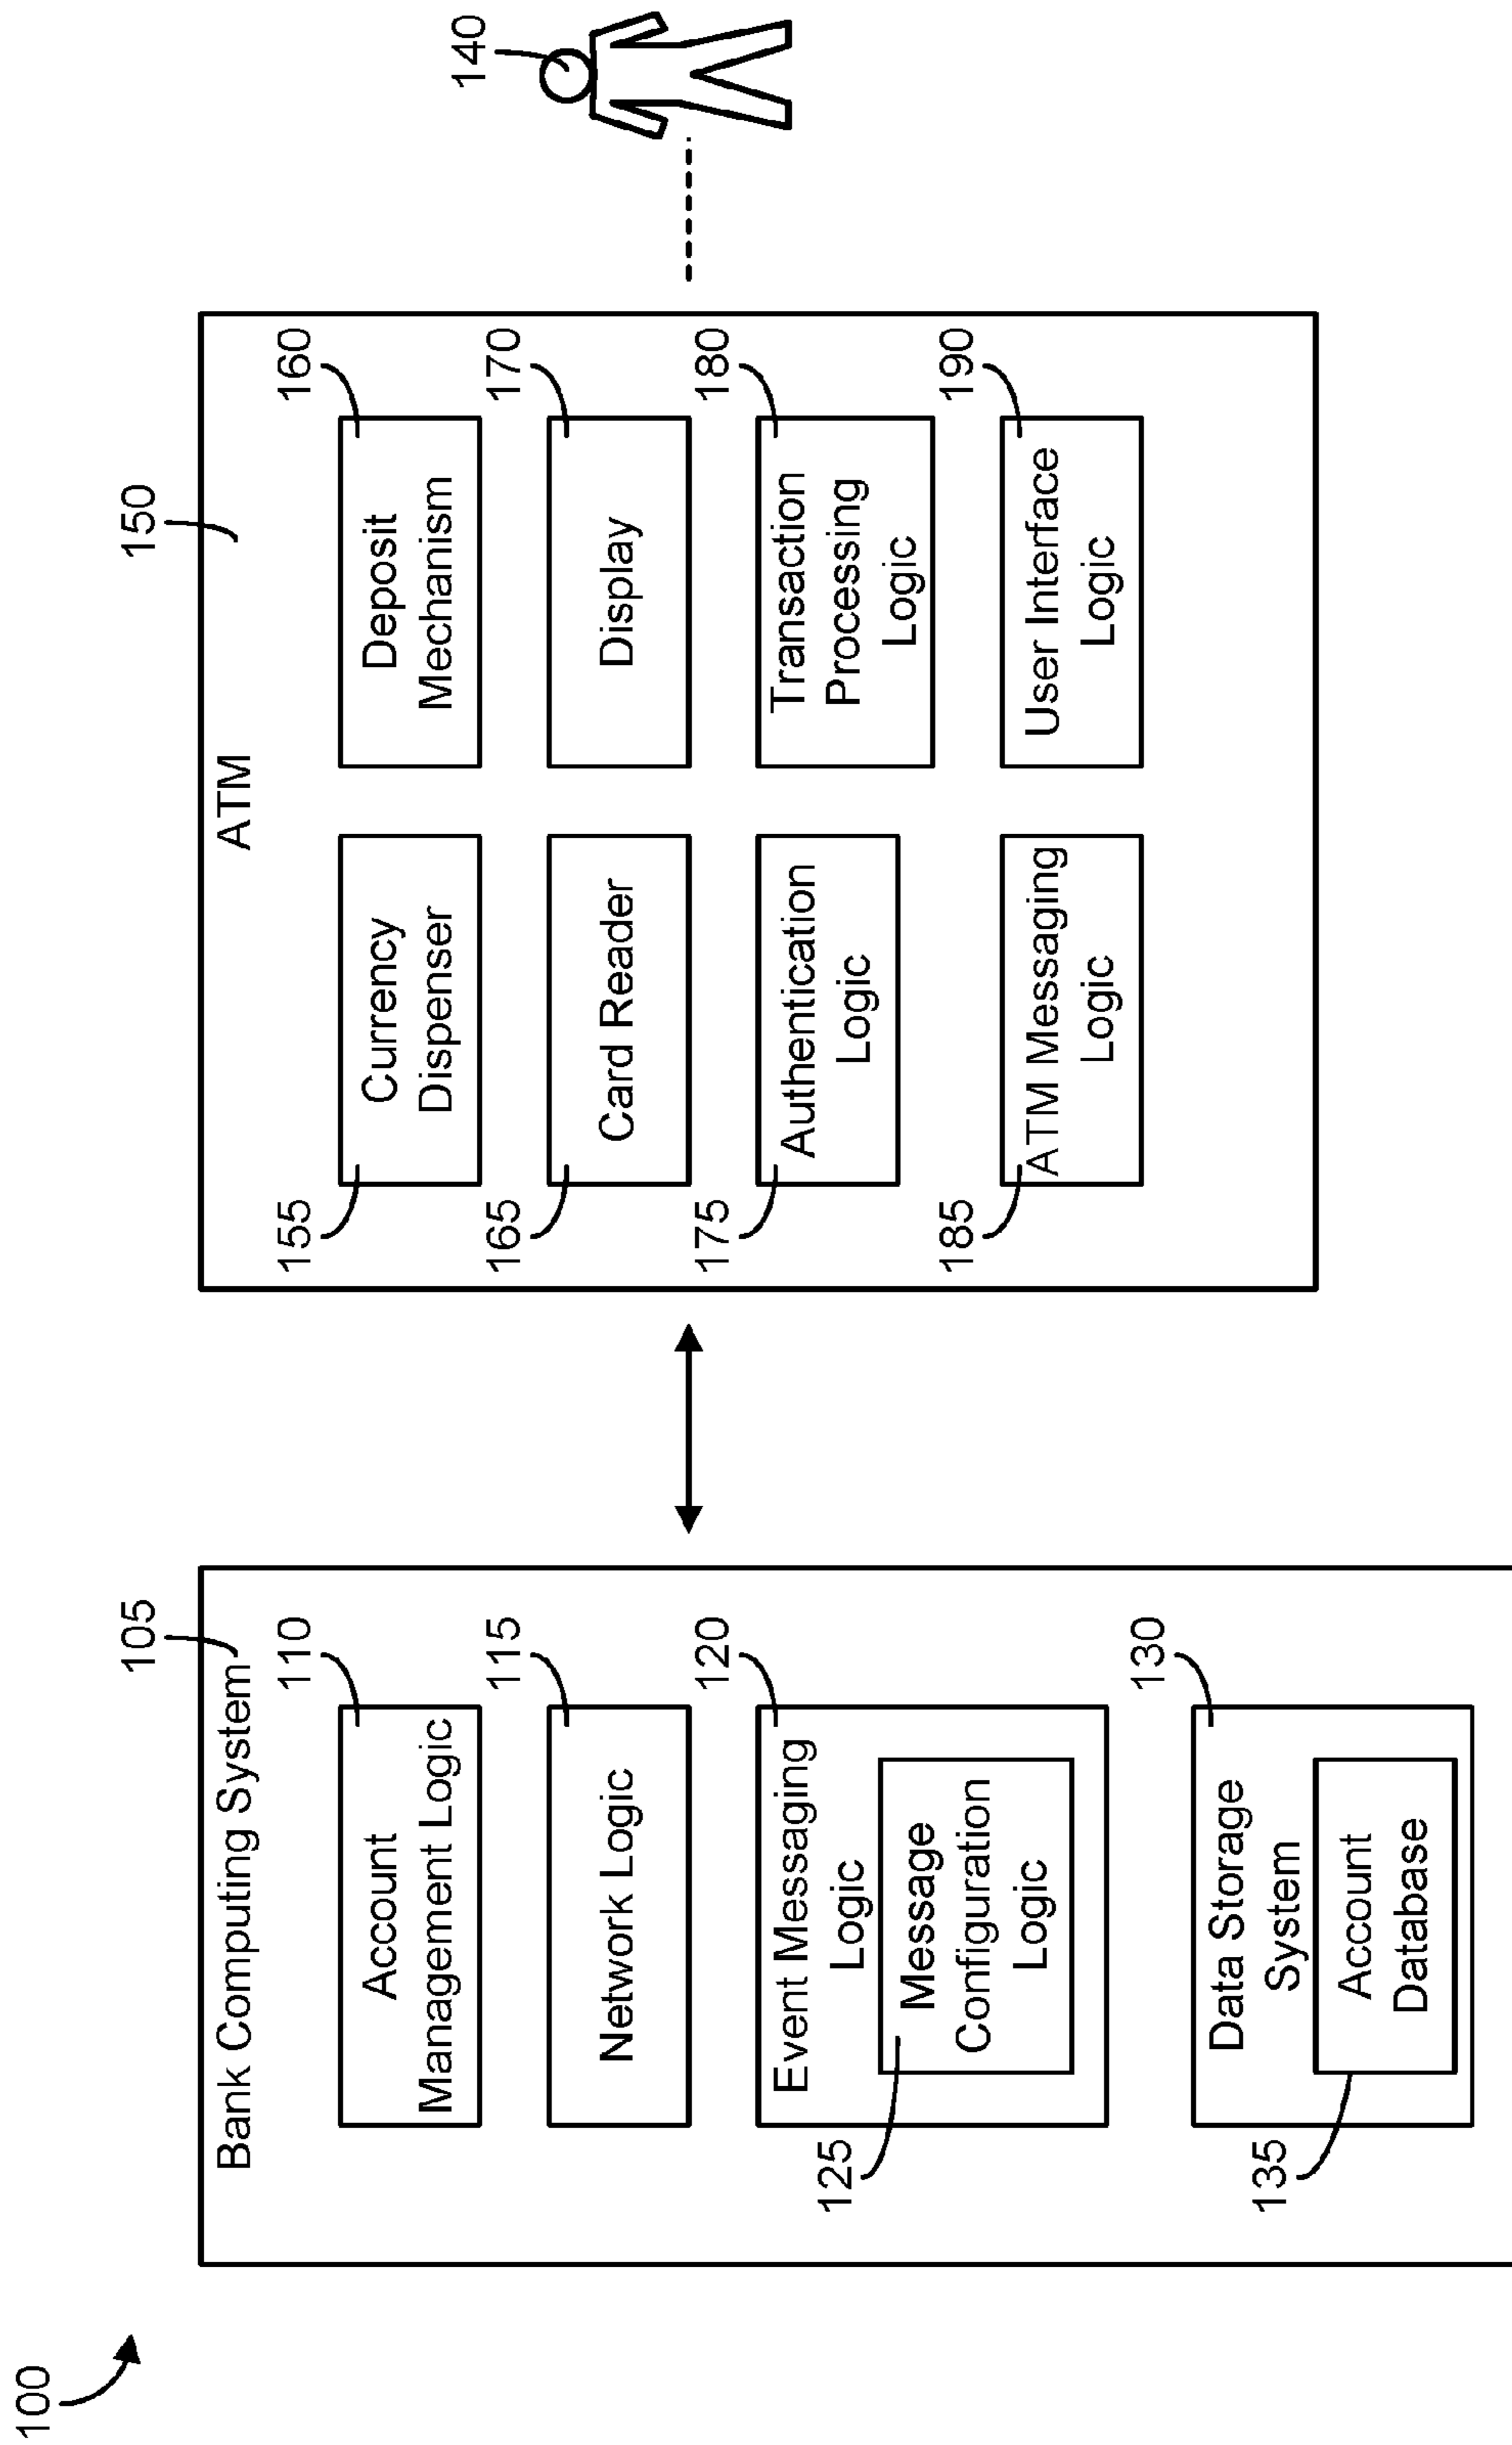 100
Bank Computing System
105
110
Account
Management Logic
115
Network Logic
120
Event Messaging
Logic
125
Message
Configuration
Logic
130
Data Storage
System
135
Account
Database
150
ATM
155
Currency
Dispenser
160
Deposit
Mechanism
165
Card Reader
170
Display
175
Authentication
Logic
180
Transaction
Processing
Logic
185
ATM Messaging
Logic
190
User Interface
Logic
140